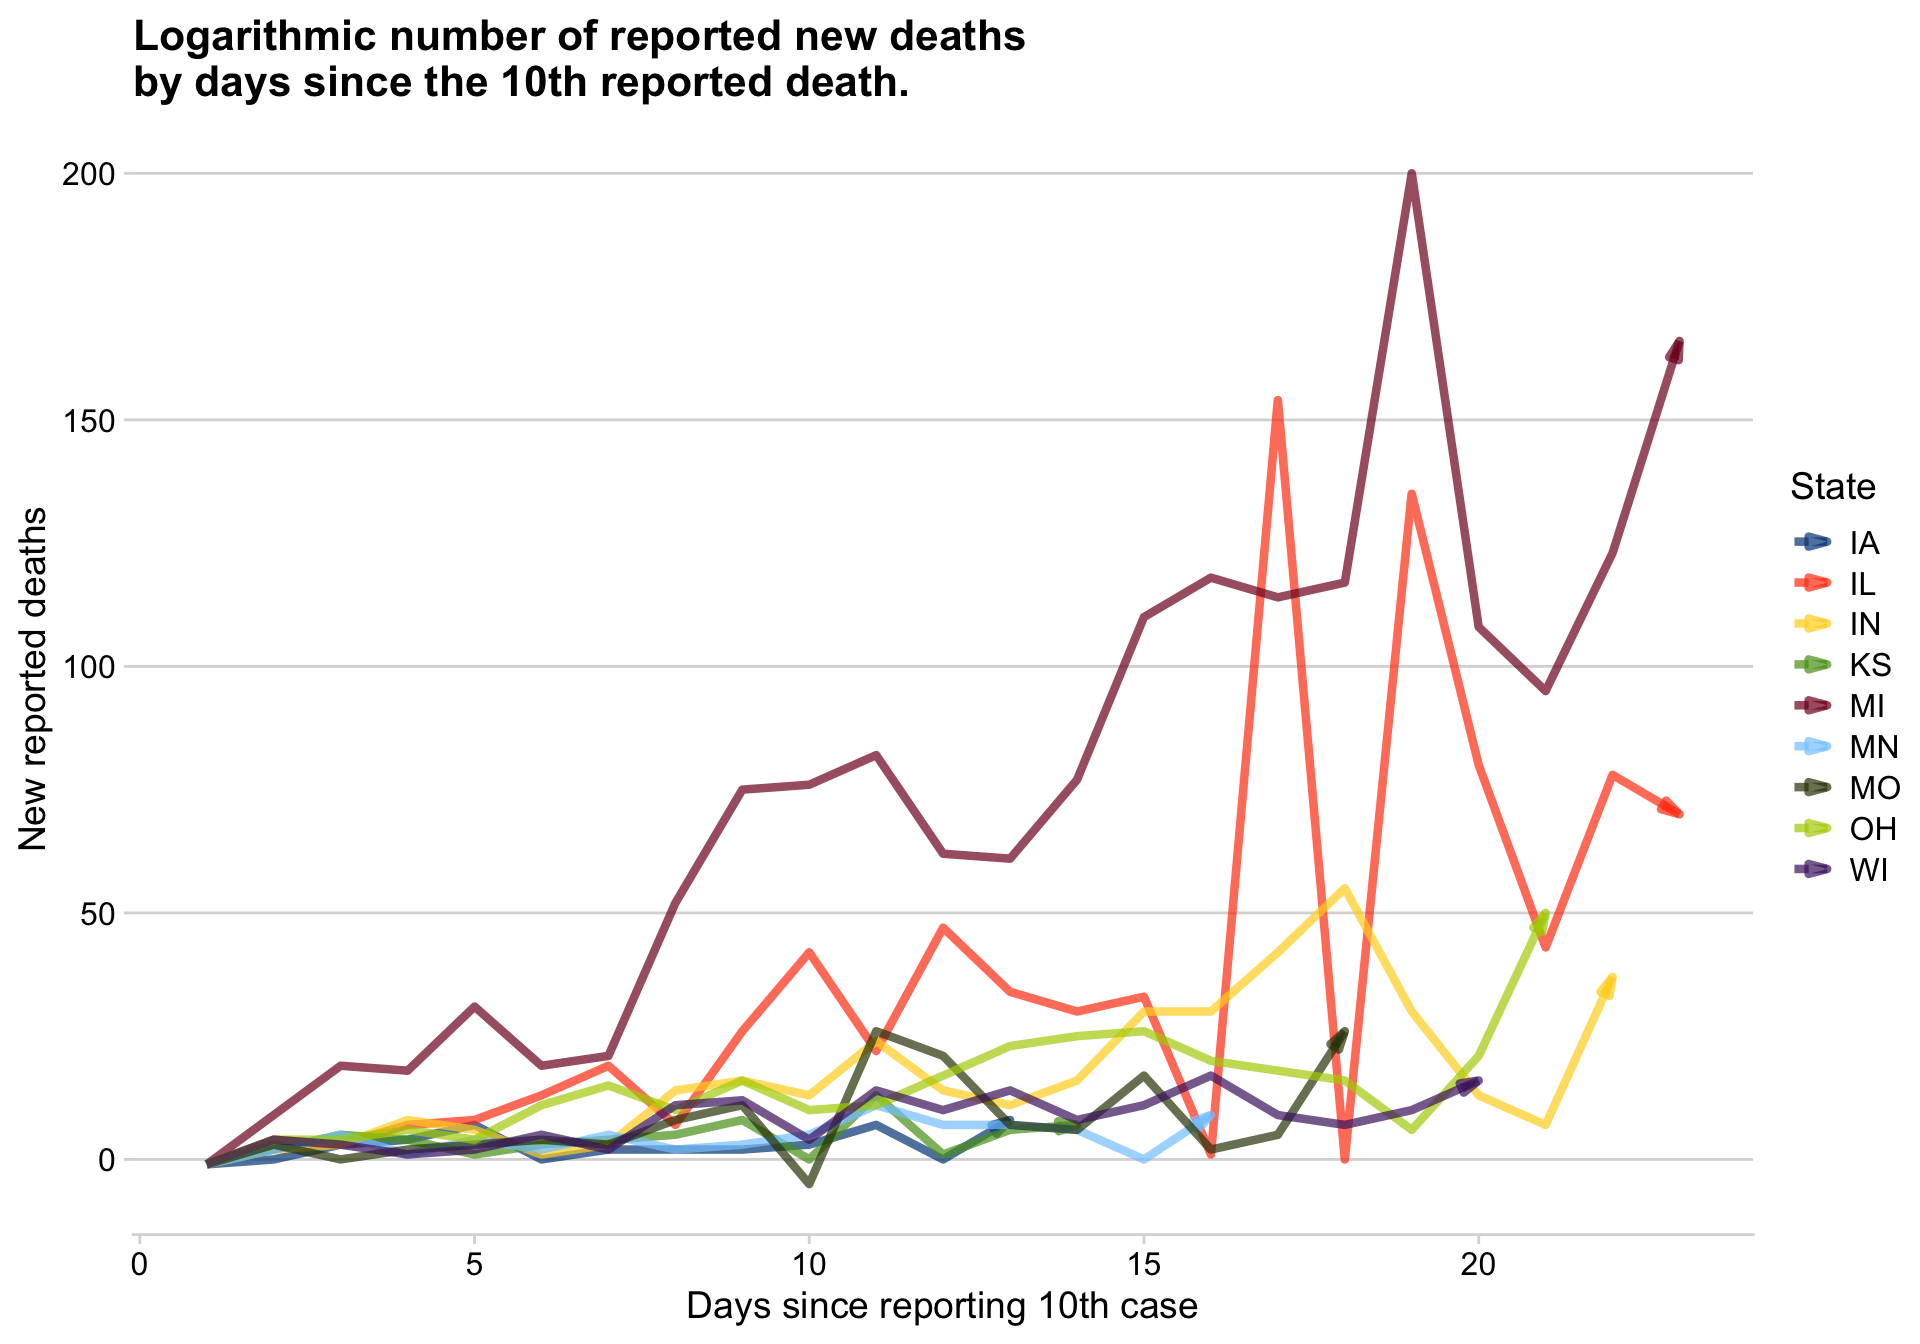 Logarithmic number of reported new deaths
by days since the 10th reported death.
200
150
100
50
0
New reported deaths
0 5 10 15 20
Days since reporting 10th case
State
IA
IL
IN
KS
MI
MN
MO
OH
WI